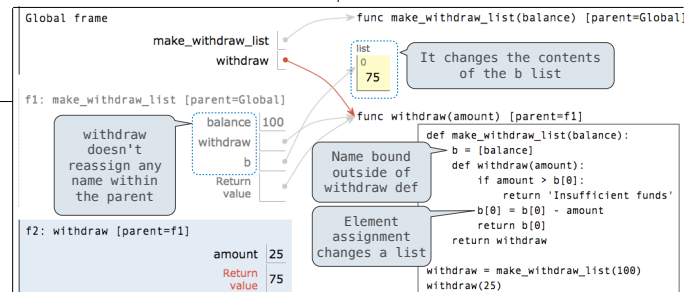 Global frame
func make_withdraw_list(balance) [parent=Global]
make_withdraw_list
withdraw
list
0
75
It changes the contents
of the b list
f1: make_withdraw_list [parent=Global]
func withdraw(amount) [parent=f1]
balance 100
withdraw
b
Return
value
withdraw
doesn't
reassign any
name within
the parent
Name bound
outside of
withdraw def
Element
assignment
changes a list
def make_withdraw_list(balance):
    b = [balance]
    def withdraw(amount):
        if amount > b[0]:
            return 'Insufficient funds'
        b[0] = b[0] - amount
        return b[0]
    return withdraw
withdraw = make_withdraw_list(100)
withdraw(25)
f2: withdraw [parent=f1]
amount 25
Return
value 75